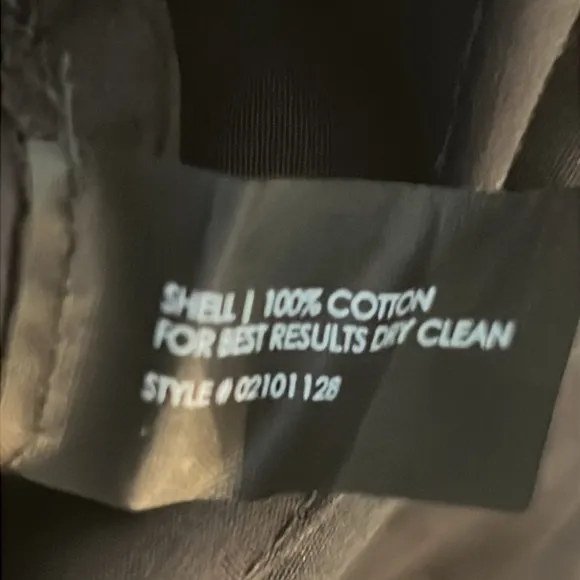 SHELL | 100% COTTON
FOR BEST RESULTS DRY CLEAN
STYLE # 02101128